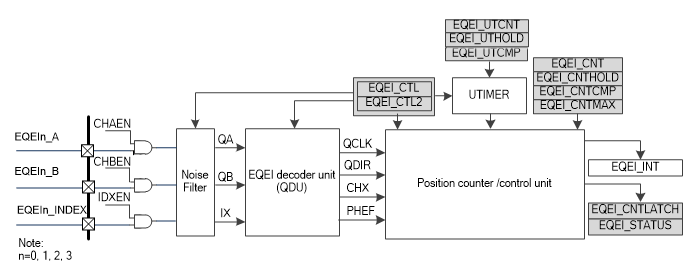 EQEI_UTCNT
EQEI_UTHOLD
EQEI_UTCMP
EQEI_CNT
EQEI_CNTHOLD
EQEI_CNTCMP
EQEI_CNTMAX
EQEI_CTL
EQEI_CTL2
UTIMER
EQEIn_A
CHAEN
EQEIn_B
CHBEN
EQEIn_INDEX
IDXEN
Noise
Filter
QA
QB
IX
EQEI decoder unit
(QDU)
QCLK
QDIR
CHX
PHEF
Position counter /control unit
EQEI_INT
EQEI_CNTLATCH
EQEI_STATUS
Note:
n=0, 1, 2, 3